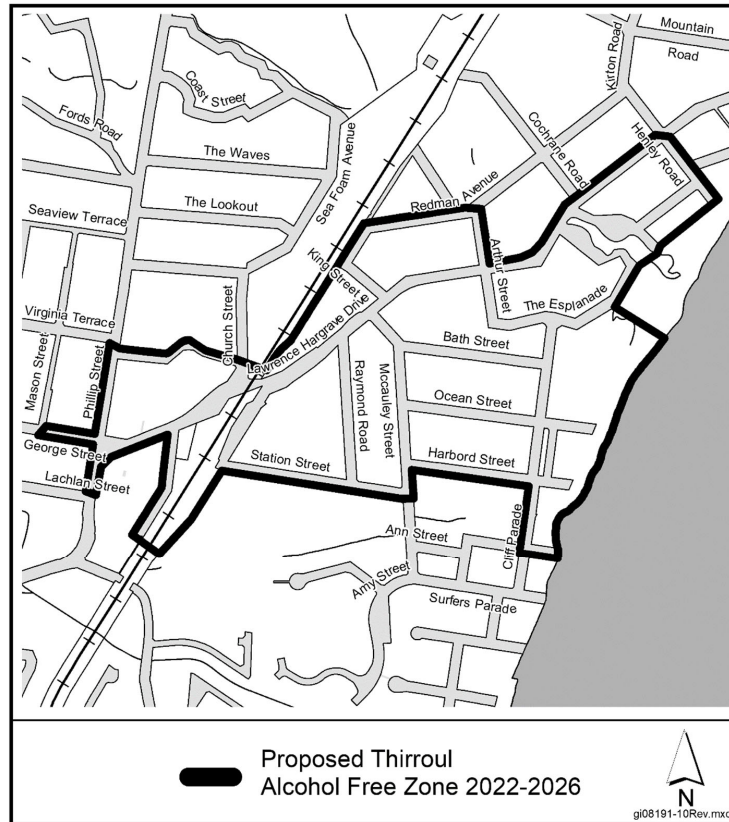 Mountain
Road
Kirton Road
Coast Street
Fords Road
Cochrane Road
Henley Road
The Waves
Sea Foam Avenue
Redman Avenue
The Lookout
Seaview Terrace
King Street
Arthur Street
The Esplanade
Virginia Terrace
Church Street
Lawrence Hargrave Drive
Bath Street
Mason Street
Phillip Street
Raymond Road
Mccauley Street
Ocean Street
George Street
Station Street
Harbord Street
Lachlan Street
Ann Street
Cliff Parade
Amy Street
Surfers Parade
Proposed Thirroul
Alcohol Free Zone 2022-2026
N
gi08191-10Rev.mxd